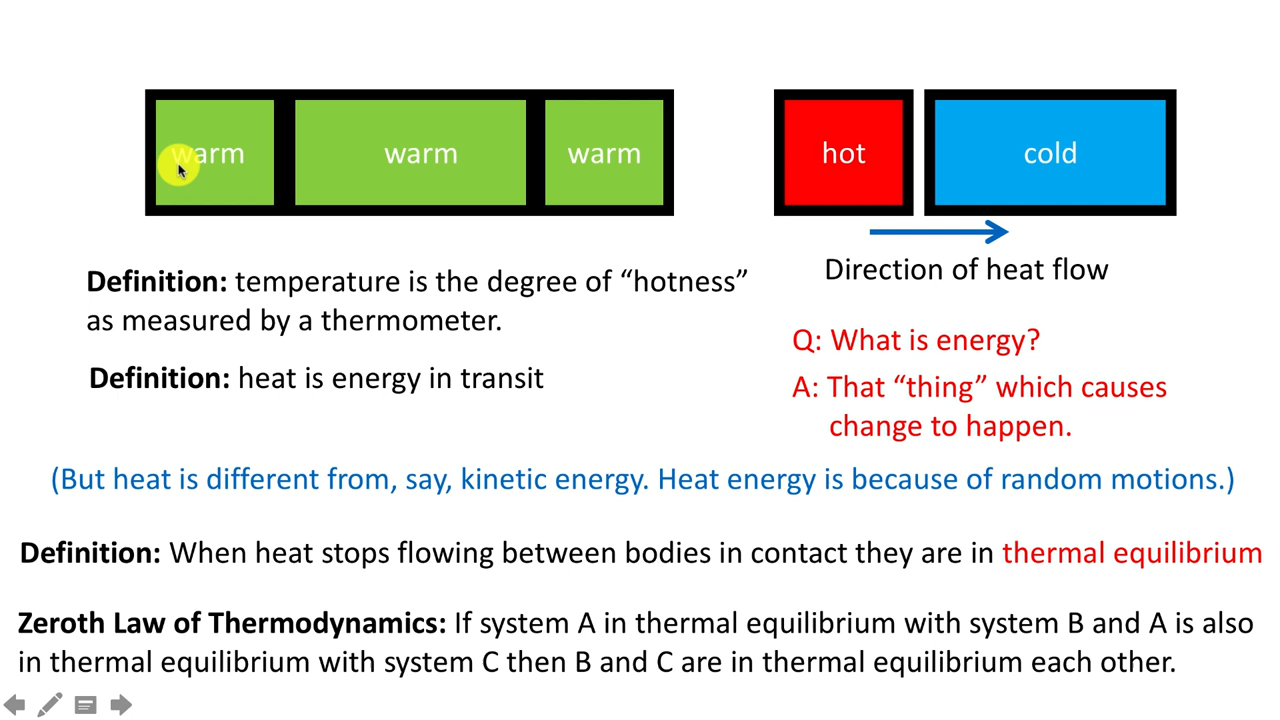 warm warm warm hot cold
Direction of heat flow
Definition: temperature is the degree of “hotness”
as measured by a thermometer.
Definition: heat is energy in transit
Q: What is energy?
A: That “thing” which causes
change to happen.
(But heat is different from, say, kinetic energy. Heat energy is because of random motions.)
Definition: When heat stops flowing between bodies in contact they are in thermal equilibrium
Zeroth Law of Thermodynamics: If system A in thermal equilibrium with system B and A is also
in thermal equilibrium with system C then B and C are in thermal equilibrium each other.